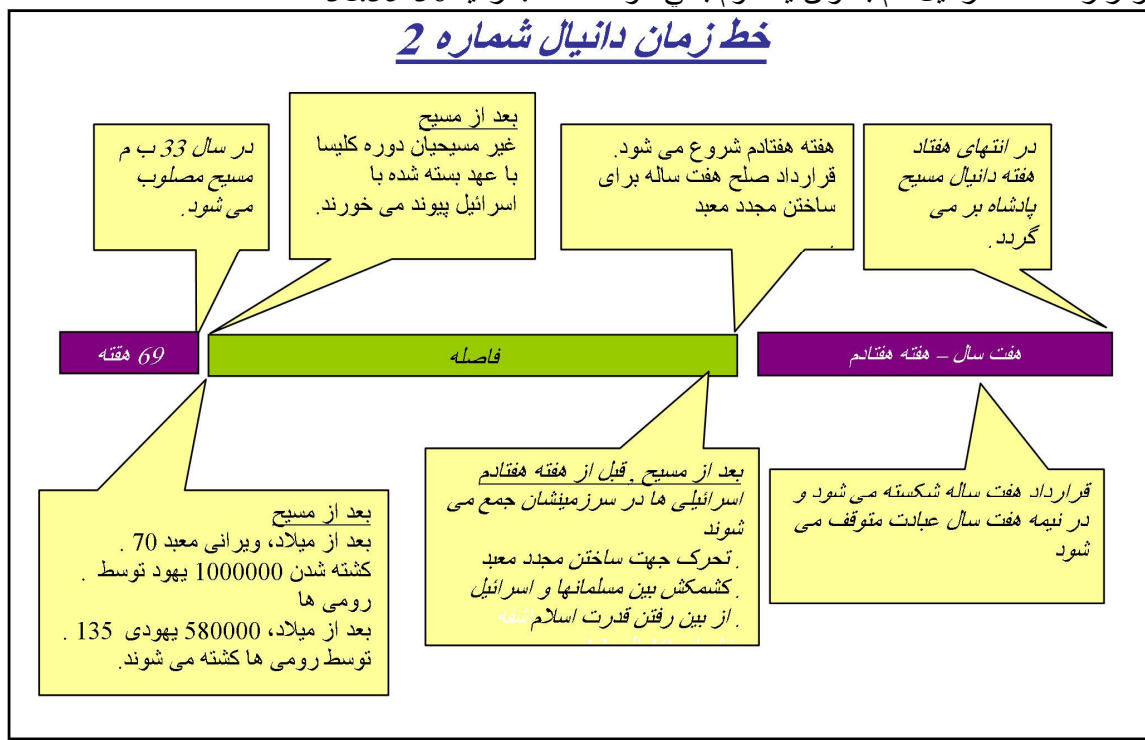 خط زمان دانیال شماره 2
در سال 33 ب م
مسیح مصلوب
می شود.
بعد از مسیح
غیر مسیحیان دوره کلیسا
با عهد بسته شده با
اسرائیل پیوند می خورند.
هفته هفتادم شروع می شود.
قرارداد صلح هفت ساله برای
ساختن مجدد معبد
.
در انتهای هفتاد
هفته دانیال مسیح
پادشاه بر می
گردد.
69 هفته
فاصله
هفت سال – هفته هفتادم
بعد از مسیح
بعد از میلاد، ویرانی معبد 70 .
کشته شدن 1000000 یهود توسط .
رومی ها
بعد از میلاد، 580000 یهودی 135 .
توسط رومی ها کشته می شوند.
بعد از مسیح , قبل از هفته هفتادم
اسرائیلی ها در سرزمینشان جمع می
شوند
. تحرک جهت ساختن مجدد معبد
. کشمکش بین مسلمانها و اسرائیل
. از بین رفتن قدرت اسلام
قرارداد هفت ساله شکسته می شود و
در نیمه هفت سال عبادت متوقف می
شود